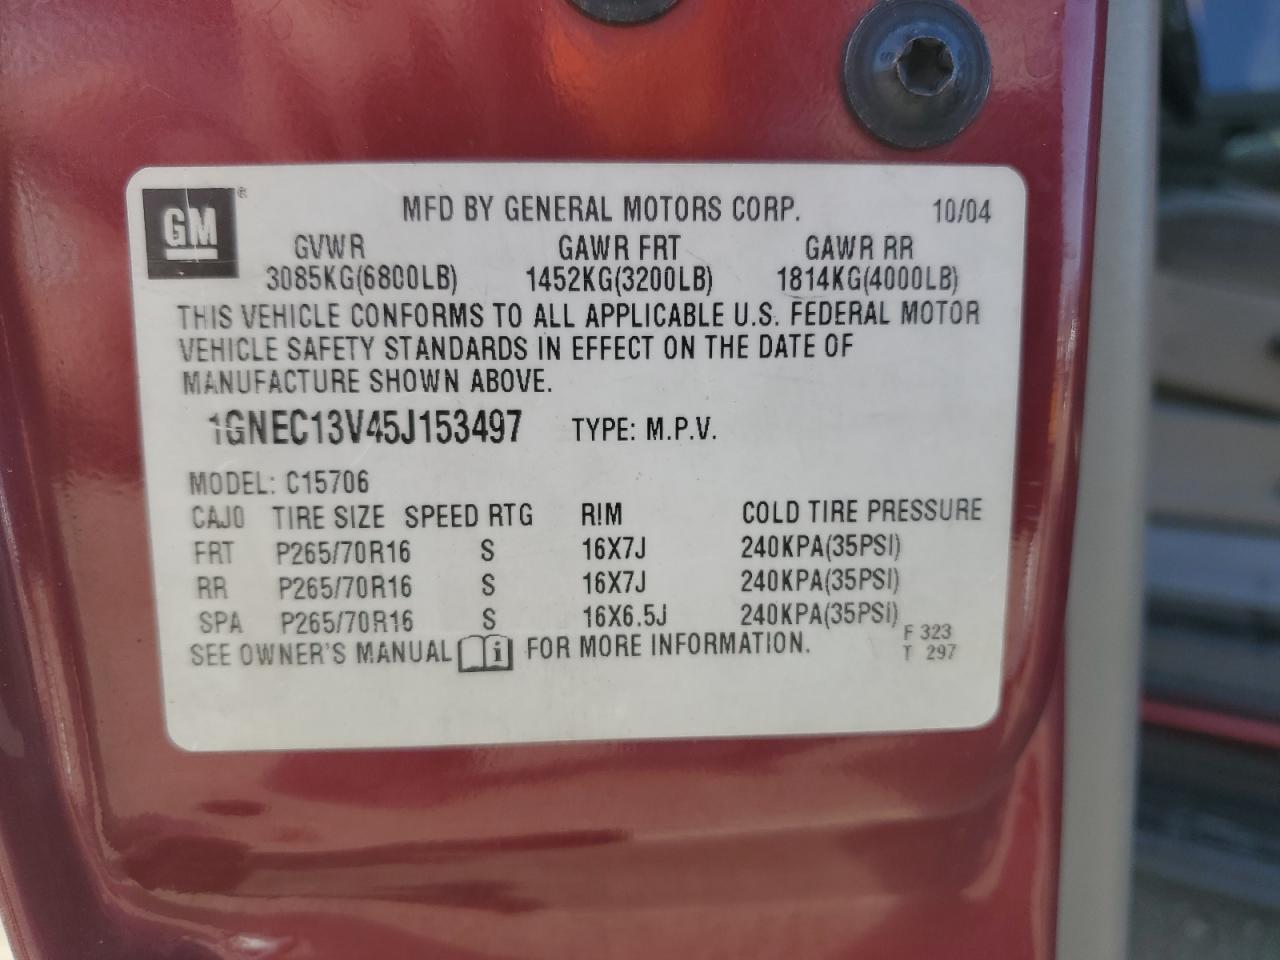 GM®
MFD BY GENERAL MOTORS CORP. 10/04
GVWR GAWR FRT GAWR RR
3085KG(6800LB) 1452KG(3200LB) 1814KG(4000LB)
THIS VEHICLE CONFORMS TO ALL APPLICABLE U.S. FEDERAL MOTOR
VEHICLE SAFETY STANDARDS IN EFFECT ON THE DATE OF
MANUFACTURE SHOWN ABOVE.
1GNEC13V45J153497 TYPE: M.P.V.
MODEL: C15706
CAJ0 TIRE SIZE SPEED RTG RIM COLD TIRE PRESSURE
FRT P265/70R16 S 16X7J 240KPA(35PSI)
RR P265/70R16 S 16X7J 240KPA(35PSI)
SPA P265/70R16 S 16X6.5J 240KPA(35PSI)
SEE OWNER'S MANUAL i FOR MORE INFORMATION.
F 323
T 297